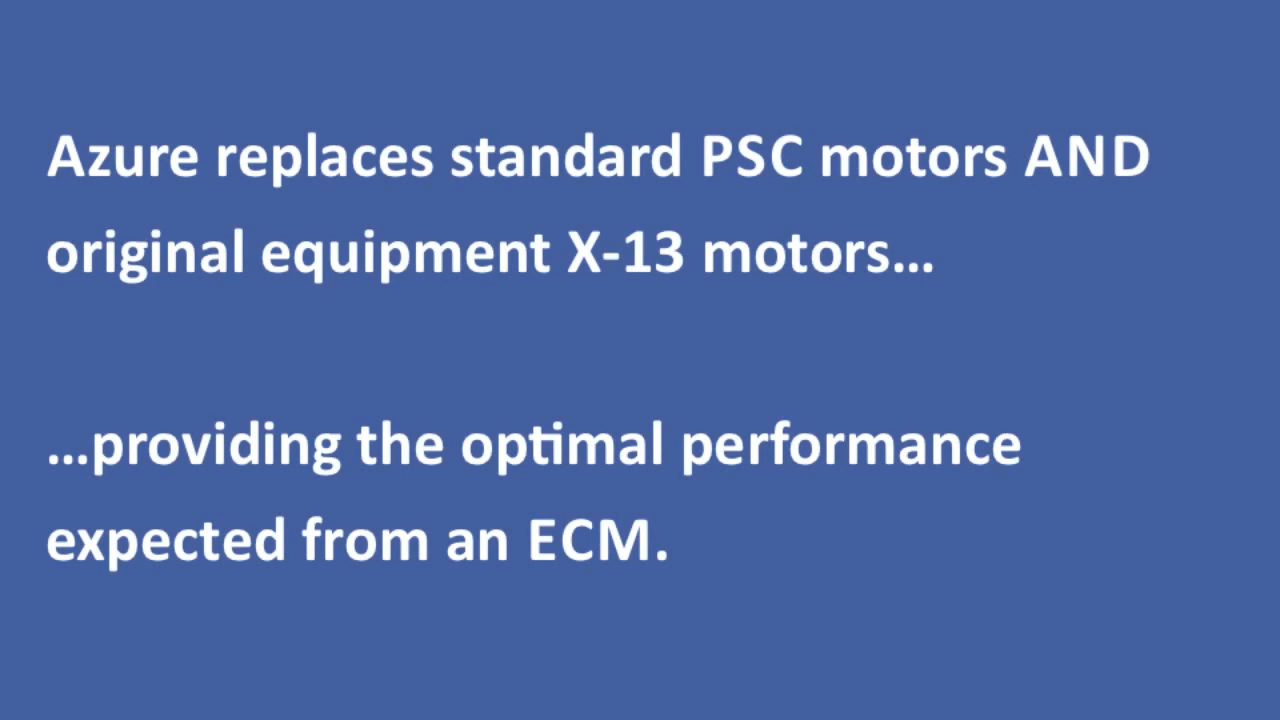 Azure replaces standard PSC motors AND
original equipment X-13 motors…
…providing the optimal performance
expected from an ECM.